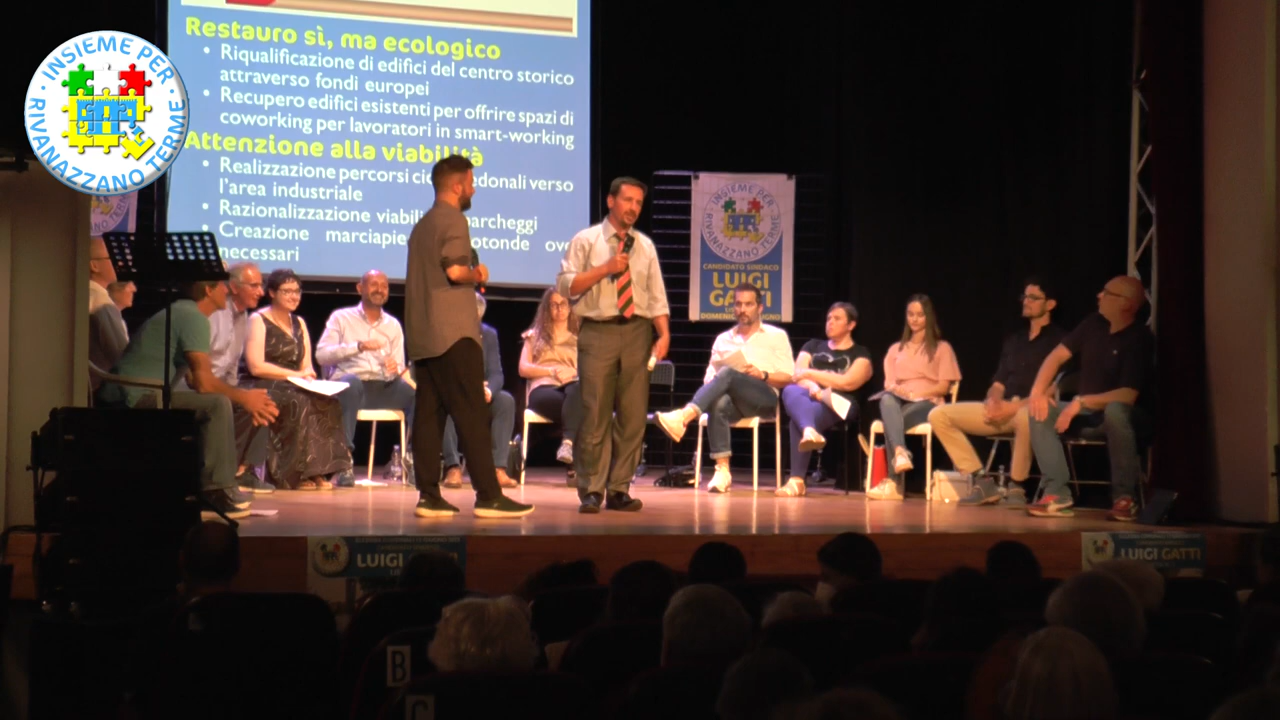 INSIEME PER
RIVANAZZANO TERME
Restauro sì, ma ecologico
• Riqualificazione di edifici del centro storico
attraverso fondi europei
• Recupero edifici esistenti per offrire spazi di
coworking per lavoratori in smart-working
Attenzione alla viabilità
• Realizzazione percorsi verso
l'area industriale
• Razionalizzazione parcheggi
• Creazione
necessari
INSIEME PER
RIVANAZZANO TERME
CANDIDATO SINDACO
LUIGI
GATTI
LUIGI
LUIGI GATTI
B
C